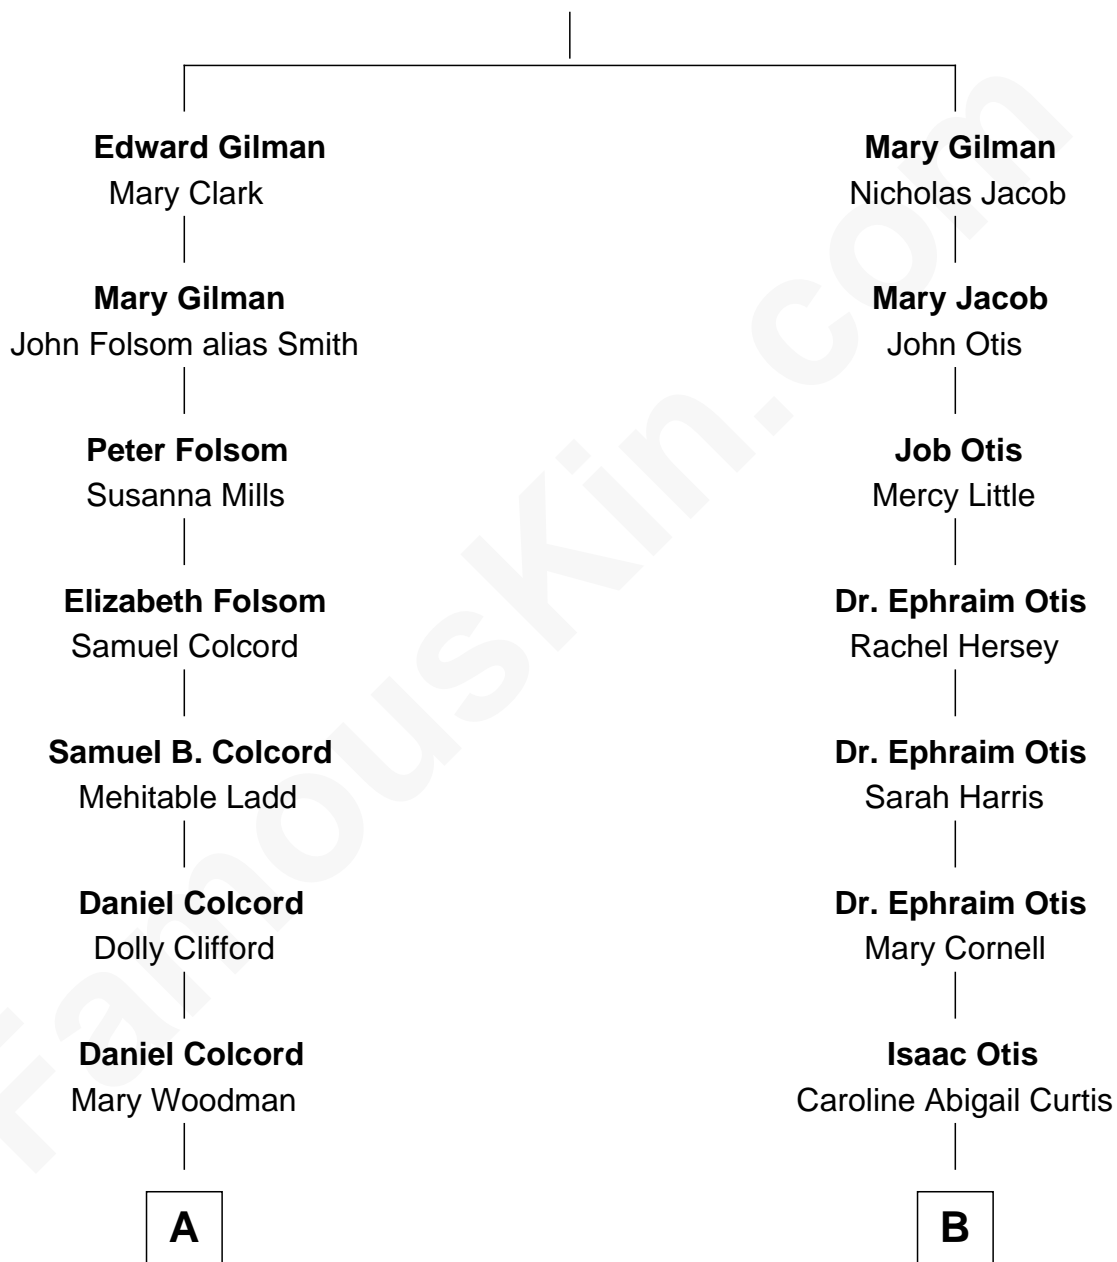 Edward Gilman
Mary Clark
Mary Gilman
John Folsom alias Smith
Peter Folsom
Susanna Mills
Elizabeth Folsom
Samuel Colcord
Samuel B. Colcord
Mehitable Ladd
Daniel Colcord
Dolly Clifford
Daniel Colcord
Mary Woodman
A
Mary Gilman
Nicholas Jacob
Mary Jacob
John Otis
Job Otis
Mercy Little
Dr. Ephraim Otis
Rachel Hersey
Dr. Ephraim Otis
Sarah Harris
Dr. Ephraim Otis
Mary Cornell
Isaac Otis
Caroline Abigail Curtis
B
FamousKin.com